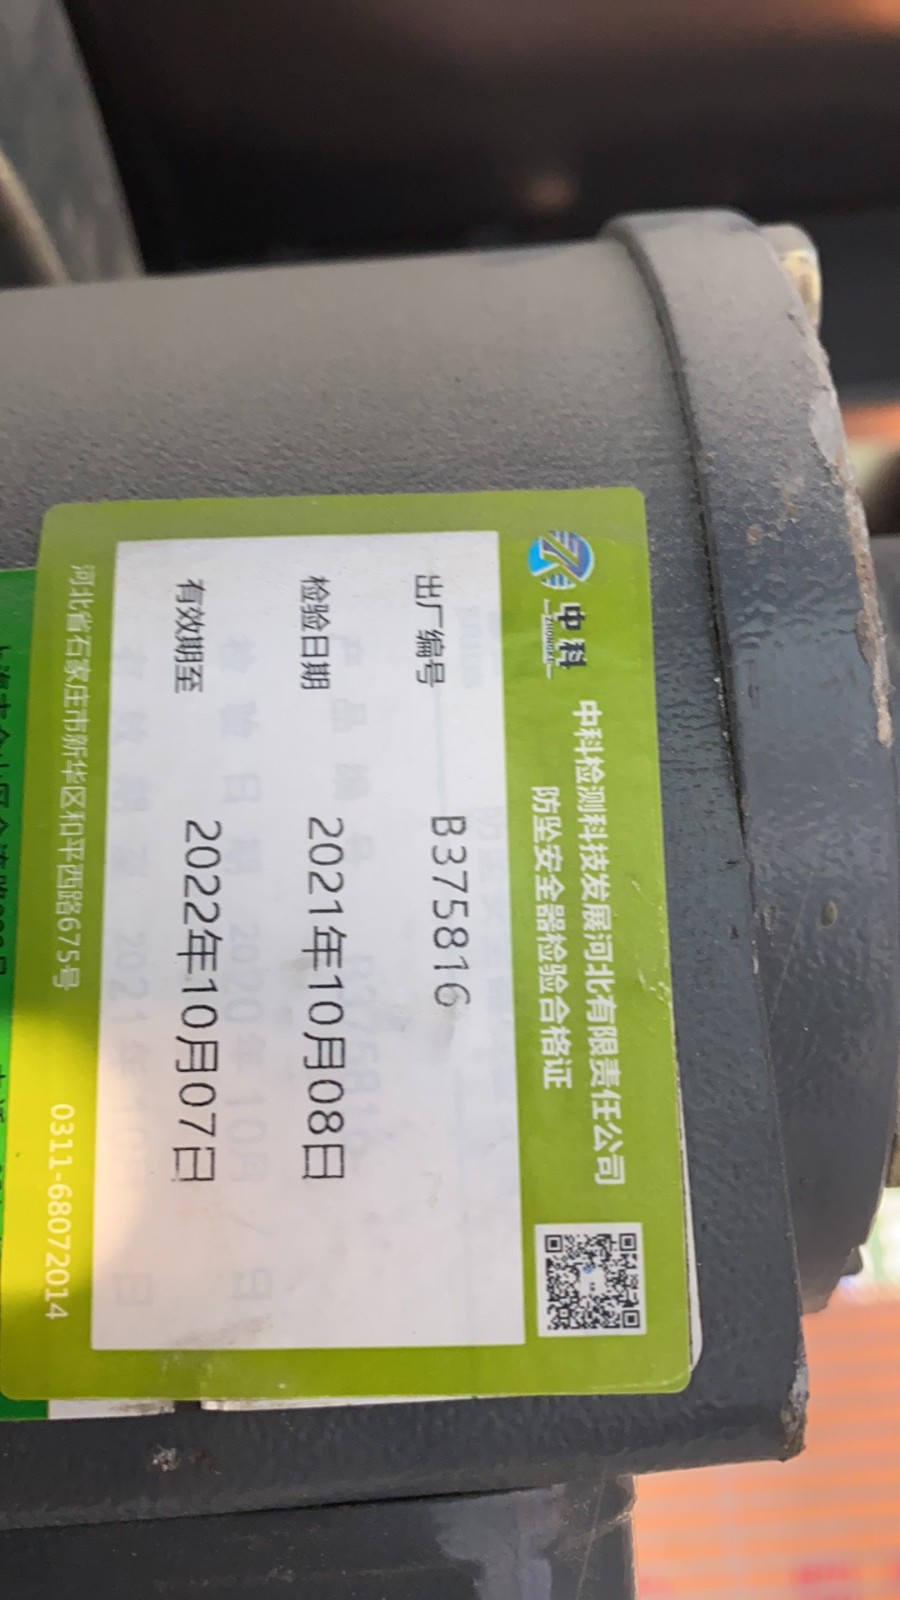 中科
ZHONGKE
中科检测科技发展河北有限责任公司
防坠安全器检验合格证
出厂编号 B375816
检验日期 2021年10月08日
有效期至 2022年10月07日
河北省石家庄市新华区和平西路675号 0311-68072014